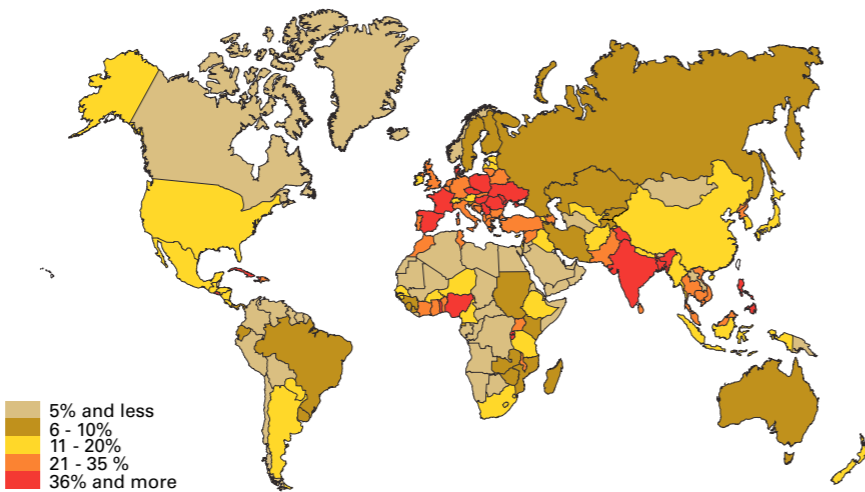 5% and less
6 - 10%
11 - 20%
21 - 35 %
36% and more